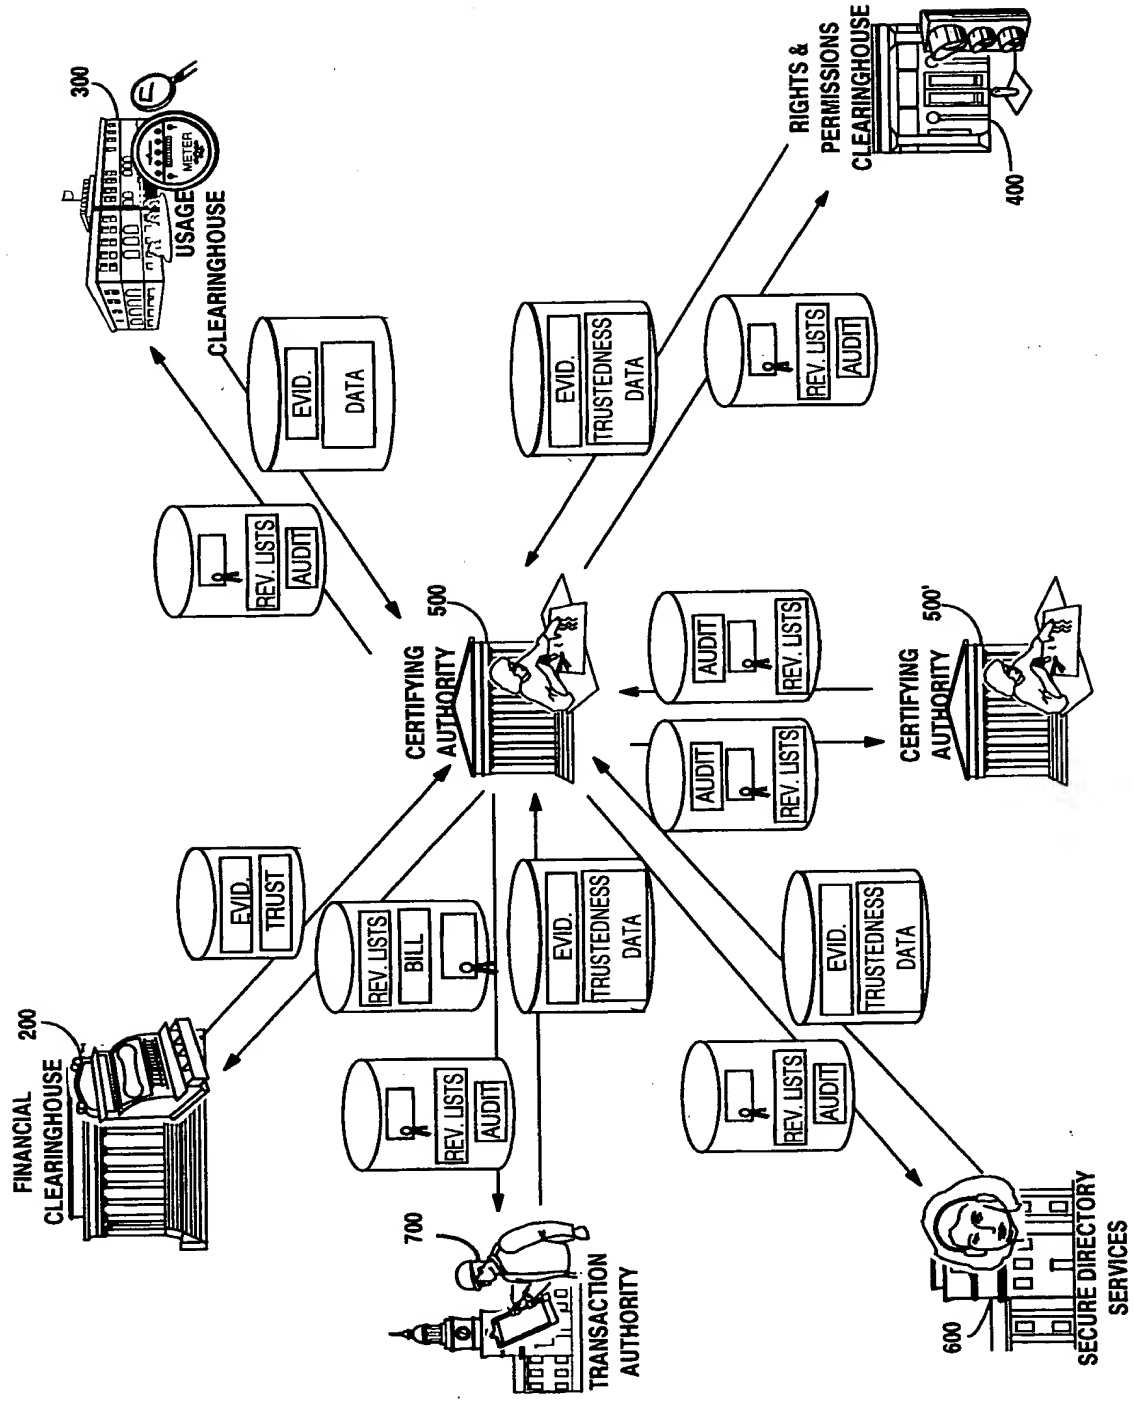 FINANCIAL
CLEARINGHOUSE
200
EVID.
TRUST
REV. LISTS
BILL
REV. LISTS
AUDIT
700
TRANSACTION
AUTHORITY
EVID.
TRUSTEDNESS
DATA
REV. LISTS
AUDIT
EVID.
TRUSTEDNESS
DATA
600
SECURE DIRECTORY
SERVICES
CERTIFYING
AUTHORITY
500
AUDIT
REV. LISTS
AUDIT
REV. LISTS
CERTIFYING
AUTHORITY
500'
REV. LISTS
AUDIT
EVID.
DATA
300
METER
USAGE
CLEARINGHOUSE
EVID.
TRUSTEDNESS
DATA
REV. LISTS
AUDIT
RIGHTS &
PERMISSIONS
CLEARINGHOUSE
400